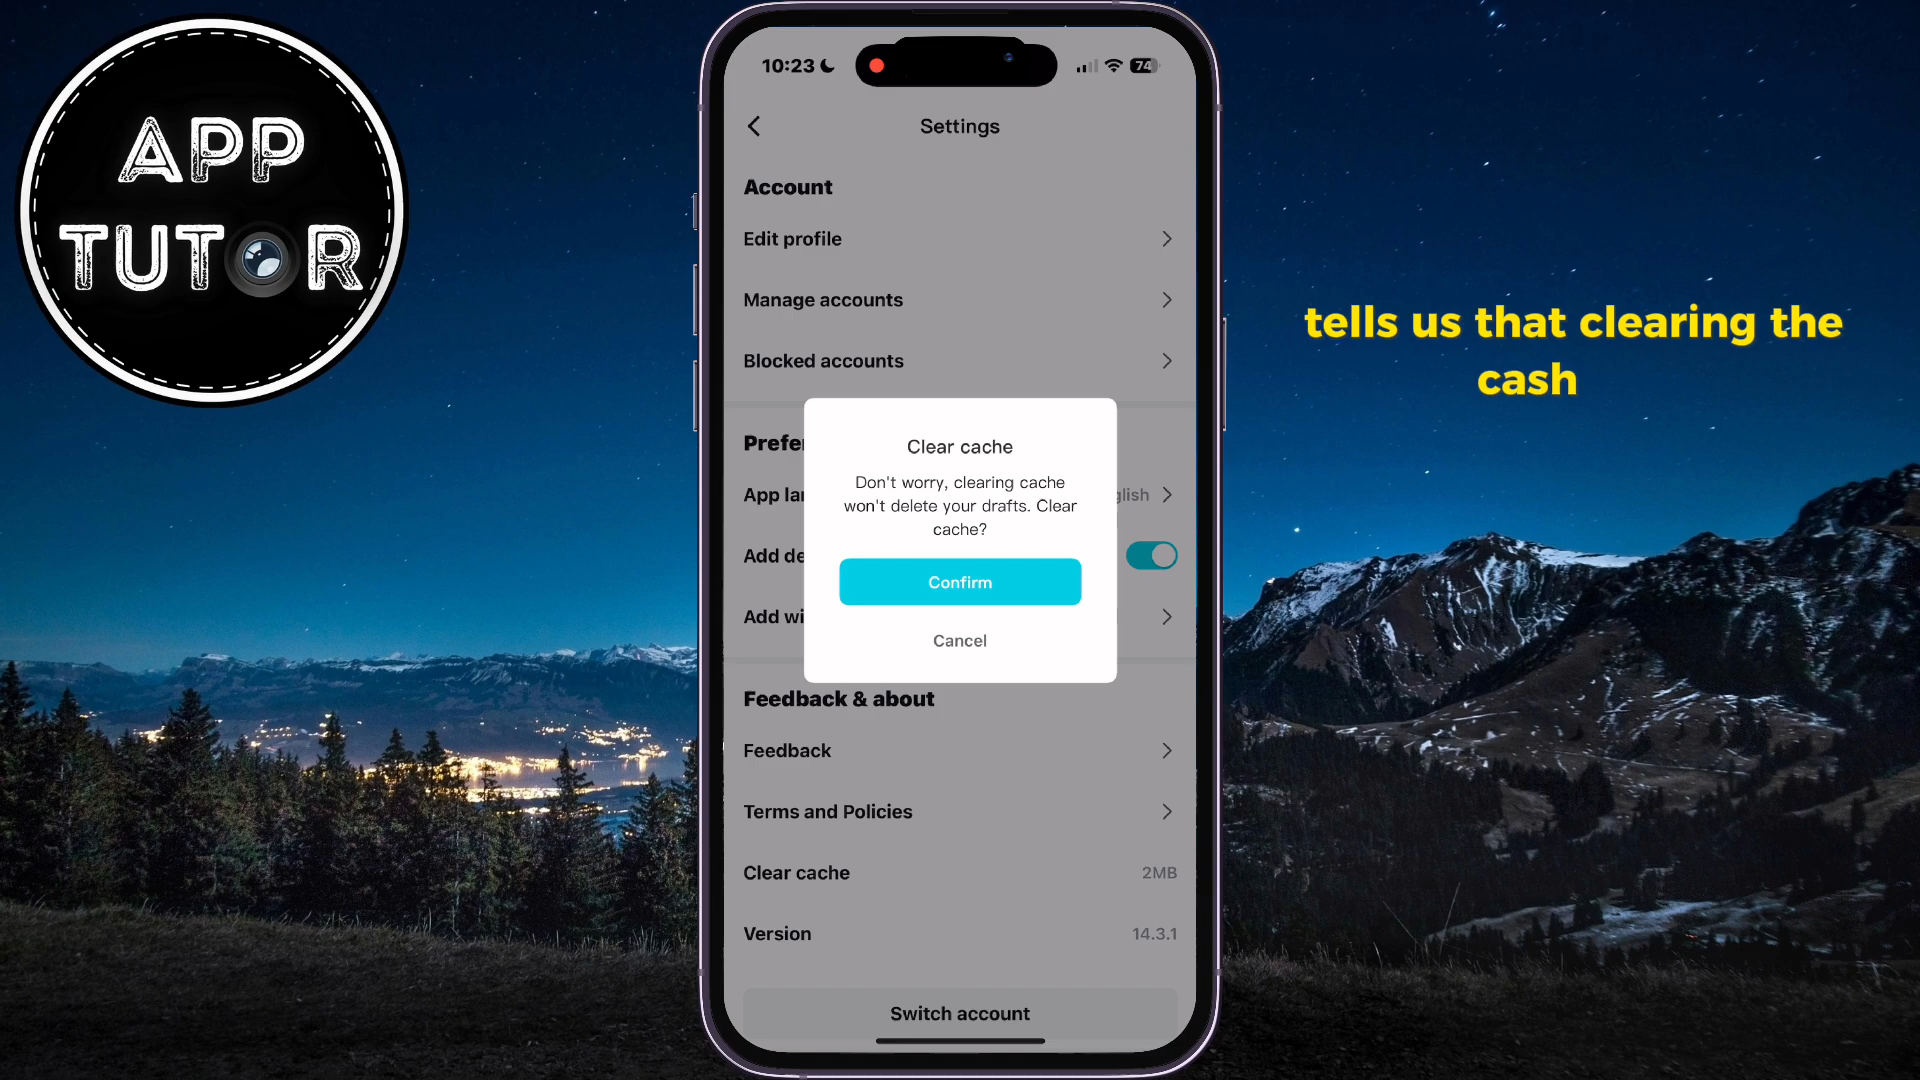 APP
TUTOR
10:23
74
Settings
Account
Edit profile
Manage accounts
Blocked accounts
Prefe
App la
glish
Add de
Add wi
Clear cache
Don't worry, clearing cache
won't delete your drafts. Clear
cache?
Confirm
Cancel
Feedback & about
Feedback
Terms and Policies
Clear cache
2MB
Version
14.3.1
Switch account
tells us that clearing the
cash